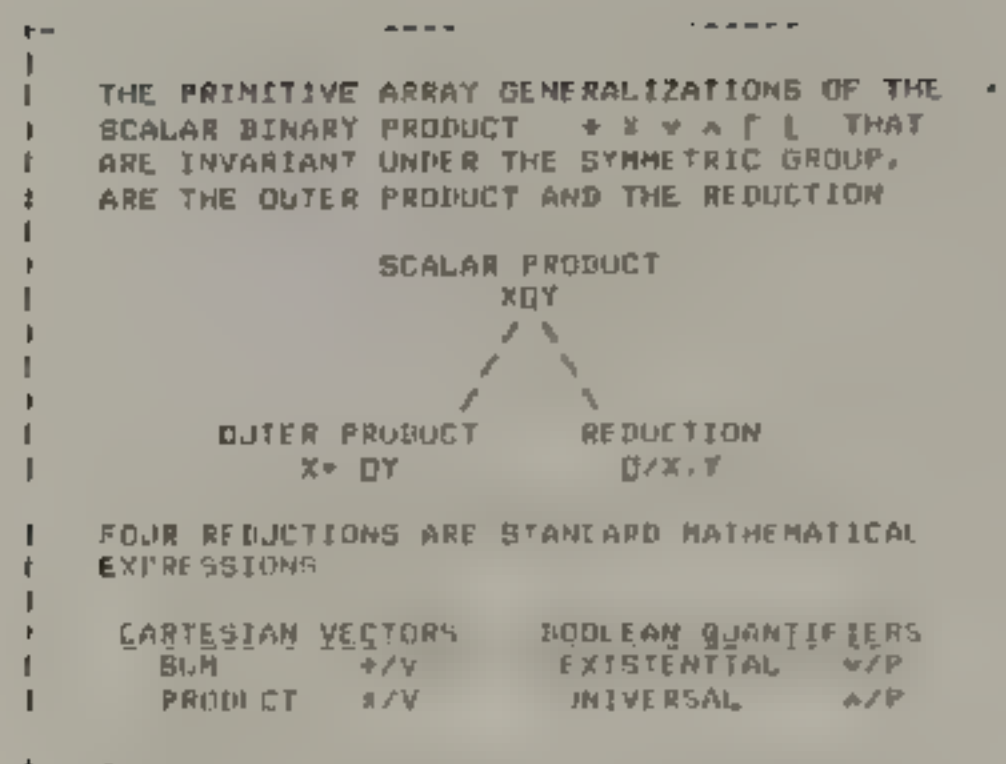 THE PRIMITIVE ARRAY GENERALIZATIONS OF THE
SCALAR BINARY PRODUCT + × ∨ ∧ ⌈ ⌊ THAT
ARE INVARIANT UNDER THE SYMMETRIC GROUP,
ARE THE OUTER PRODUCT AND THE REDUCTION
SCALAR PRODUCT
X⎕Y
OUTER PRODUCT REDUCTION
X∘.⎕Y ⎕/X,Y
FOUR REDUCTIONS ARE STANDARD MATHEMATICAL
EXPRESSIONS
CARTESIAN VECTORS BOOLEAN QUANTIFIERS
SUM +/V EXISTENTIAL ∨/P
PRODUCT ×/V UNIVERSAL ∧/P